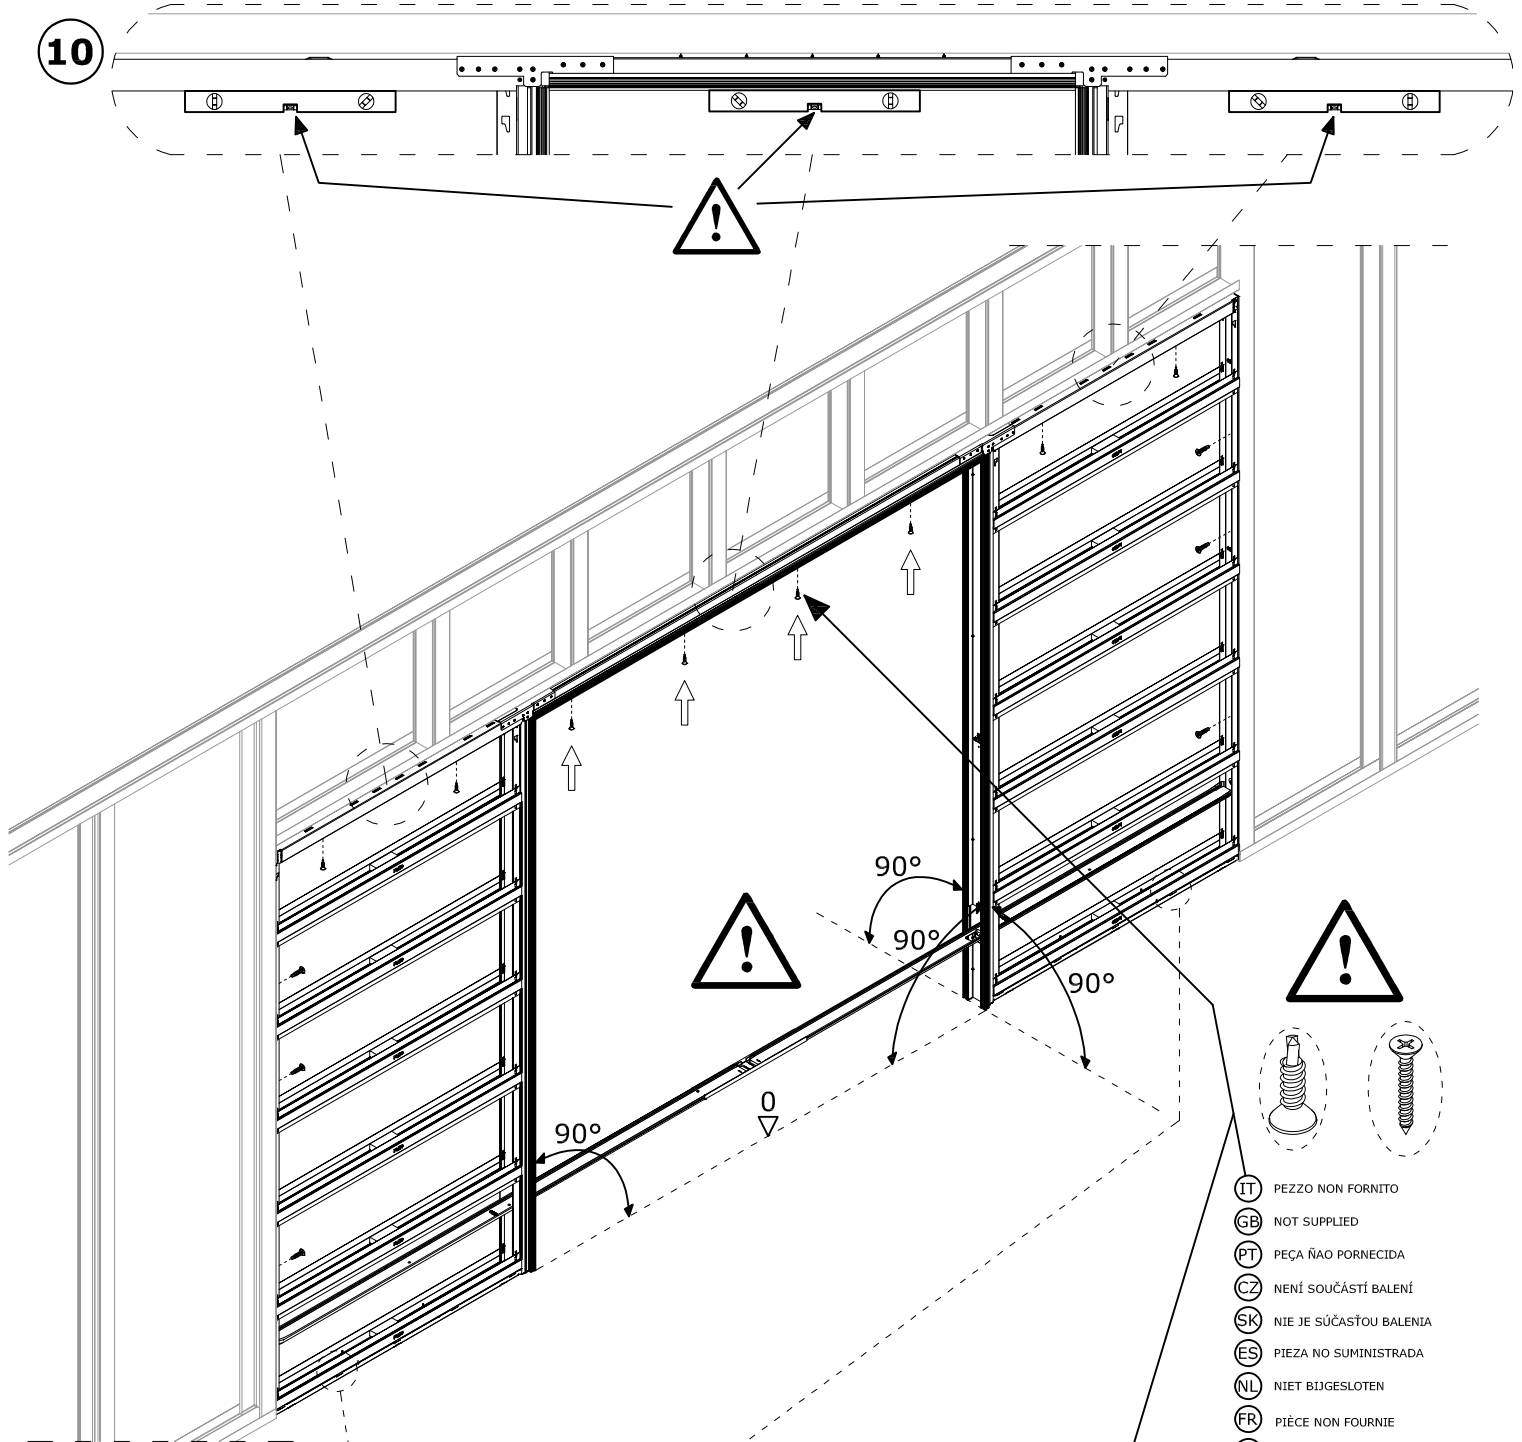 10
90°
90°
90°
0
90°
IT PEZZO NON FORNITO
GB NOT SUPPLIED
PT PEÇA ÑAO PORNECIDA
CZ NENÍ SOUČÁSTÍ BALENÍ
SK NIE JE SÚČASŤOU BALENIA
ES PIEZA NO SUMINISTRADA
NL NIET BIJGESLOTEN
FR PIÈCE NON FOURNIE